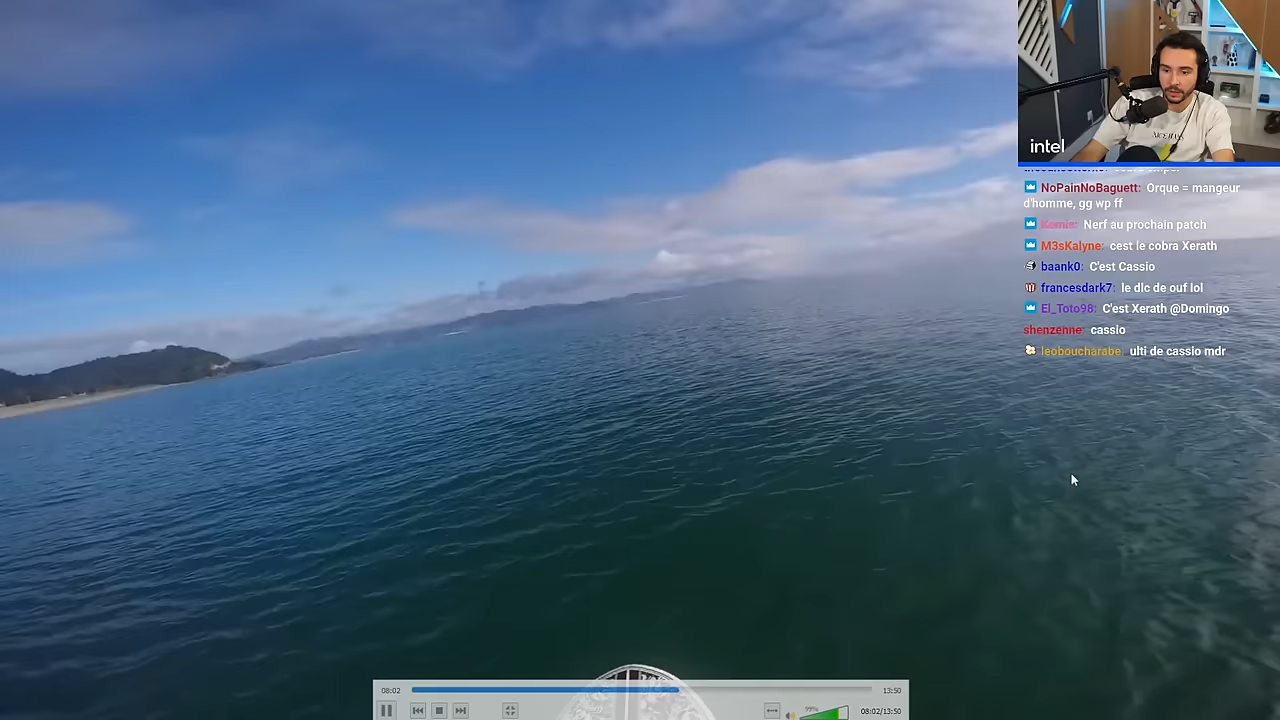 intel
NoPainNoBaguett: Orque = mangeur
d'homme, gg wp ff
Kemis: Nerf au prochain patch
M3sKalyne: cest le cobra Xerath
baank0: C'est Cassio
francesdark7: le dlc de ouf lol
El_Toto98: C'est Xerath @Domingo
shenzenne: cassio
leoboucharabe: ulti de cassio mdr
08:02
13:50
99%
08:02/13:50